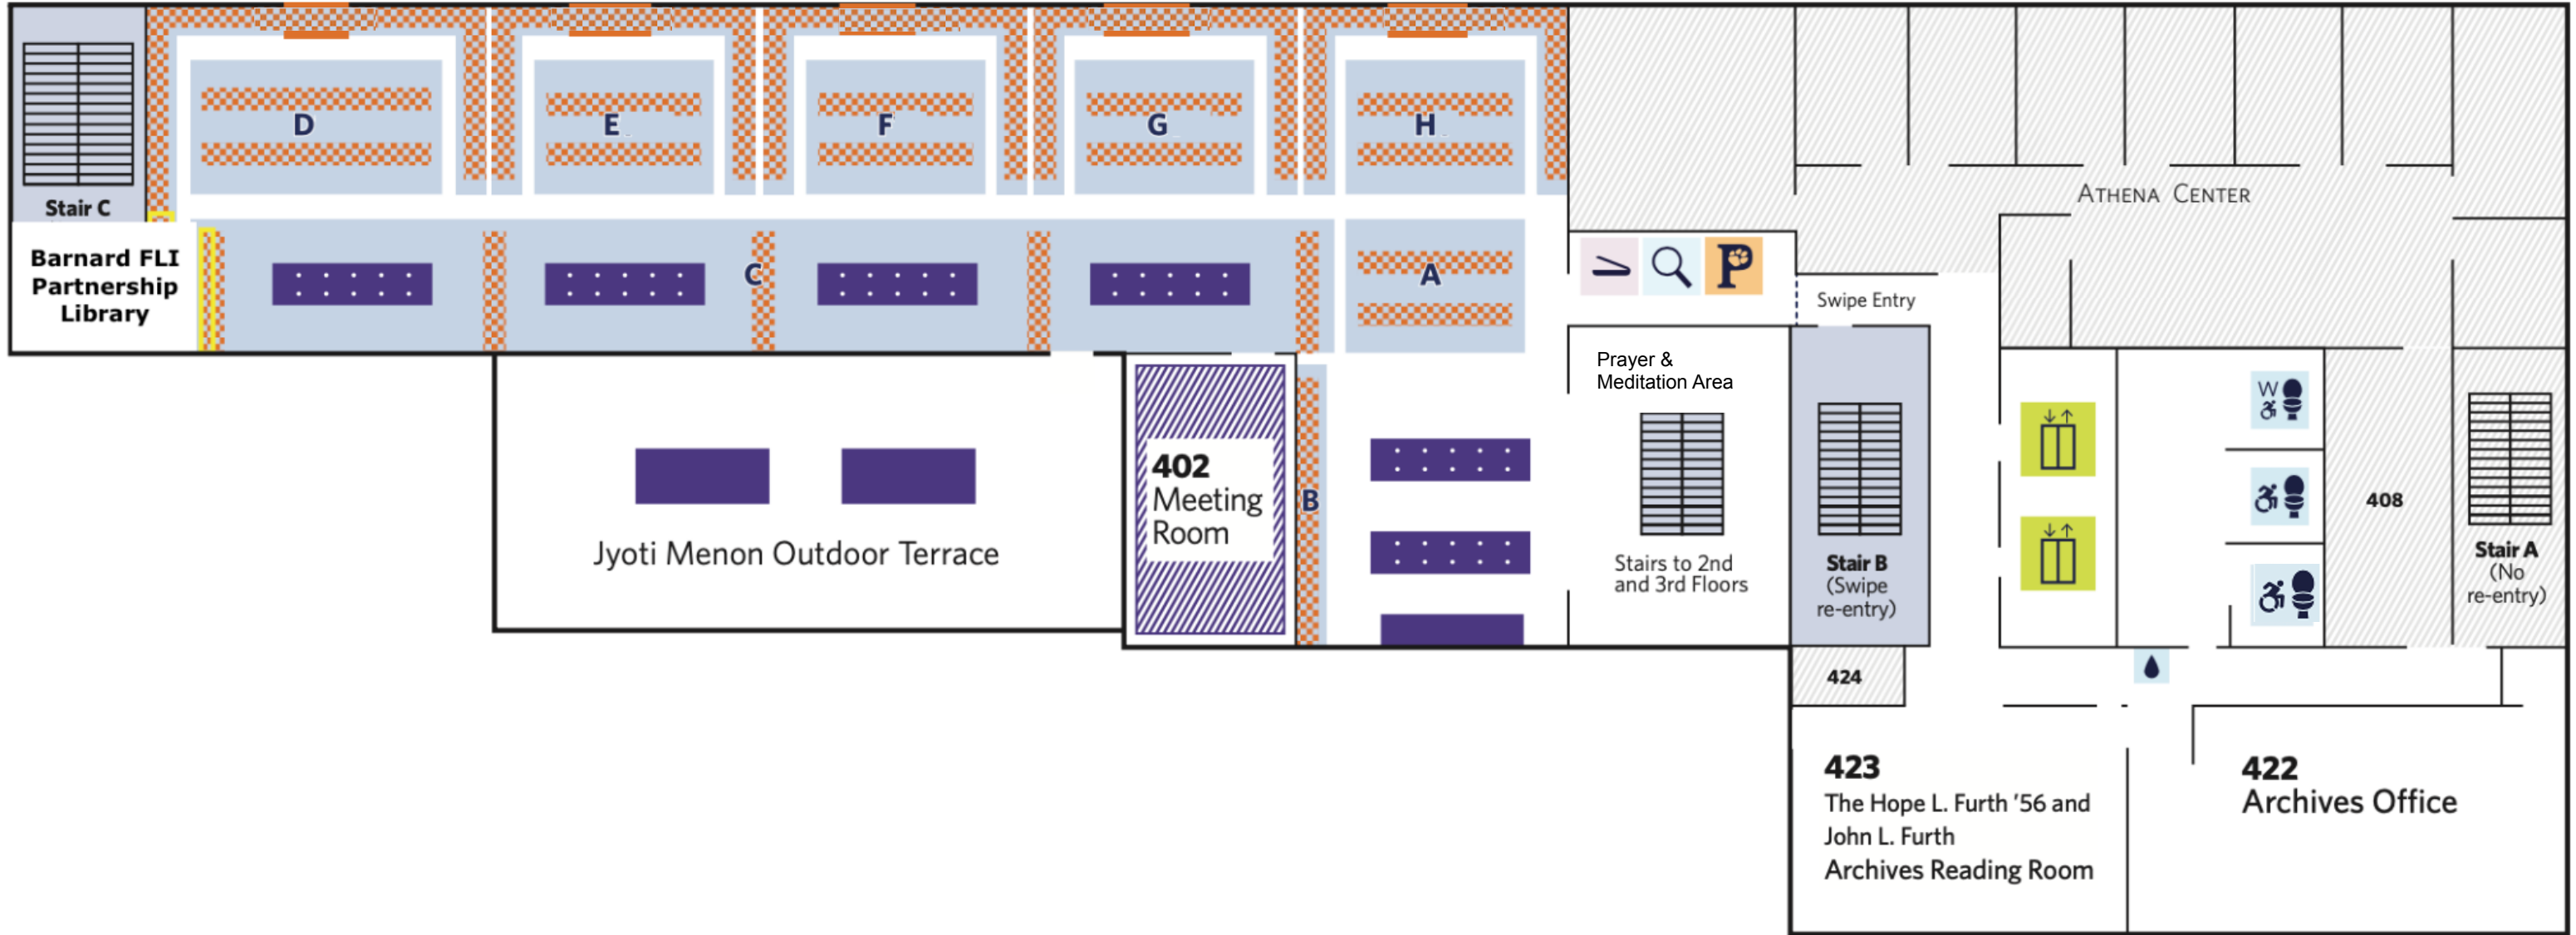 D
E
F
G
H
Stair C
ATHENA CENTER
Barnard FLI
Partnership
Library
C
A
P
Swipe Entry
Prayer &
Meditation Area
W
402
Meeting
Room
B
408
Jyoti Menon Outdoor Terrace
Stairs to 2nd
and 3rd Floors
Stair B
(Swipe
re-entry)
Stair A
(No
re-entry)
424
423
The Hope L. Furth '56 and
John L. Furth
Archives Reading Room
422
Archives Office